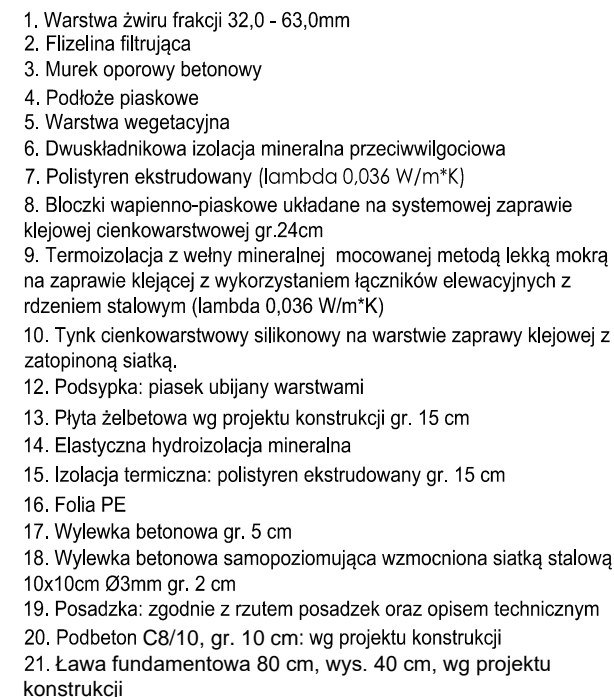 1. Warstwa żwiru frakcji 32,0 - 63,0mm
2. Flizelina filtrująca
3. Murek oporowy betonowy
4. Podłoże piaskowe
5. Warstwa wegetacyjna
6. Dwuskładnikowa izolacja mineralna przeciwwilgociowa
7. Polistyren ekstrudowany (lambda 0,036 W/m*K)
8. Bloczki wapienno-piaskowe układane na systemowej zaprawie
klejowej cienkowarstwowej gr.24cm
9. Termoizolacja z wełny mineralnej mocowanej metodą lekką mokrą
na zaprawie klejącej z wykorzystaniem łączników elewacyjnych z
rdzeniem stalowym (lambda 0,036 W/m*K)
10. Tynk cienkowarstwowy silikonowy na warstwie zaprawy klejowej z
zatopinoną siatką.
12. Podsypka: piasek ubijany warstwami
13. Płyta żelbetowa wg projektu konstrukcji gr. 15 cm
14. Elastyczna hydroizolacja mineralna
15. Izolacja termiczna: polistyren ekstrudowany gr. 15 cm
16. Folia PE
17. Wylewka betonowa gr. 5 cm
18. Wylewka betonowa samopoziomująca wzmocniona siatką stalową
10x10cm Ø3mm gr. 2 cm
19. Posadzka: zgodnie z rzutem posadzek oraz opisem technicznym
20. Podbeton C8/10, gr. 10 cm: wg projektu konstrukcji
21. Ława fundamentowa 80 cm, wys. 40 cm, wg projektu
konstrukcji